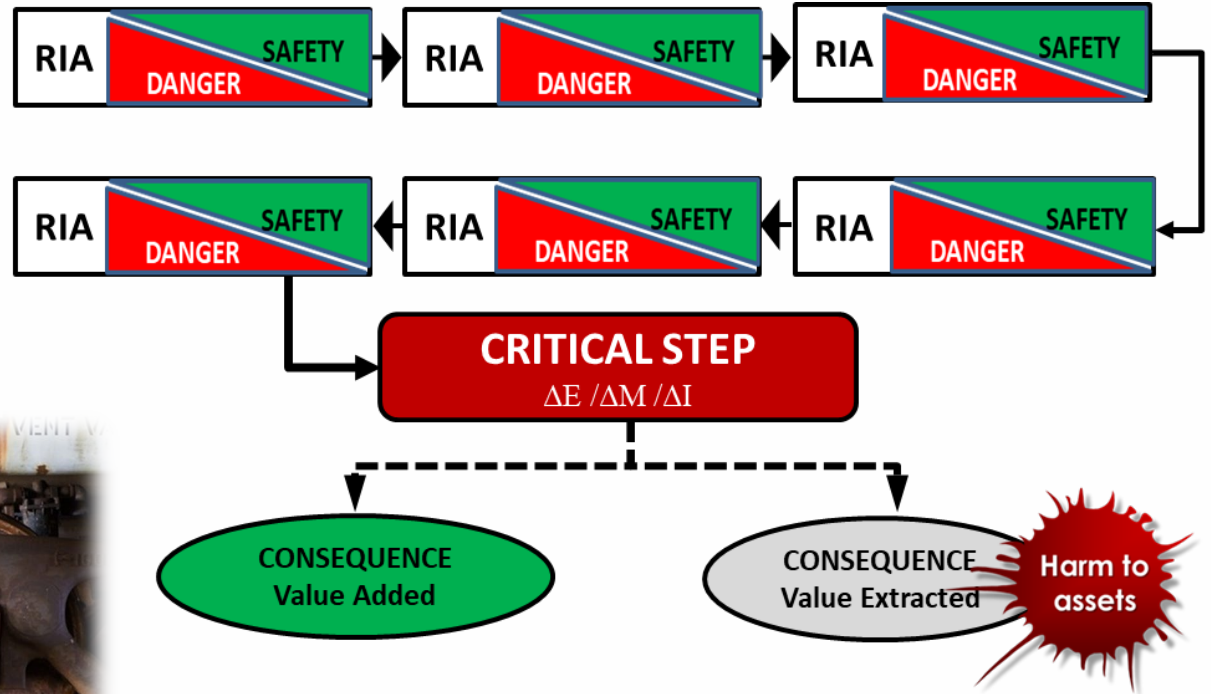 RIA SAFETY DANGER
RIA SAFETY DANGER
RIA SAFETY DANGER
RIA SAFETY DANGER
RIA SAFETY DANGER
RIA SAFETY DANGER
CRITICAL STEP
ΔE /ΔM /ΔI
CONSEQUENCE
Value Added
CONSEQUENCE
Value Extracted
Harm to
assets
VENT